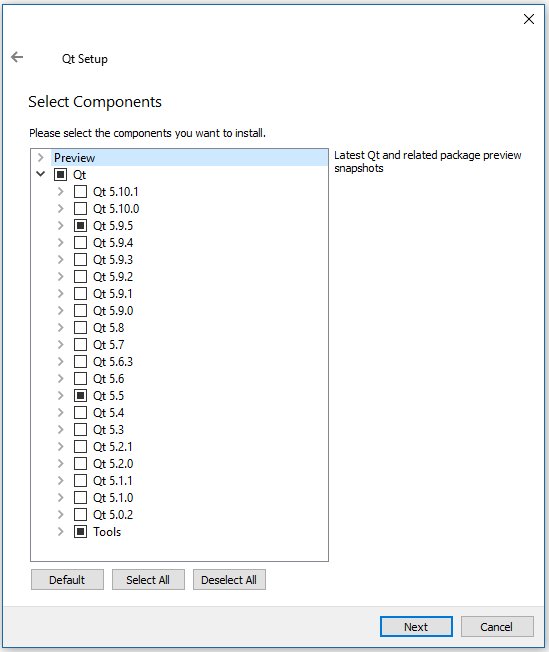 Qt Setup
Select Components
Please select the components you want to install.
Preview
Latest Qt and related package preview
snapshots
Qt
Qt 5.10.1
Qt 5.10.0
Qt 5.9.5
Qt 5.9.4
Qt 5.9.3
Qt 5.9.2
Qt 5.9.1
Qt 5.9.0
Qt 5.8
Qt 5.7
Qt 5.6.3
Qt 5.6
Qt 5.5
Qt 5.4
Qt 5.3
Qt 5.2.1
Qt 5.2.0
Qt 5.1.1
Qt 5.1.0
Qt 5.0.2
Tools
Default Select All Deselect All
Next Cancel